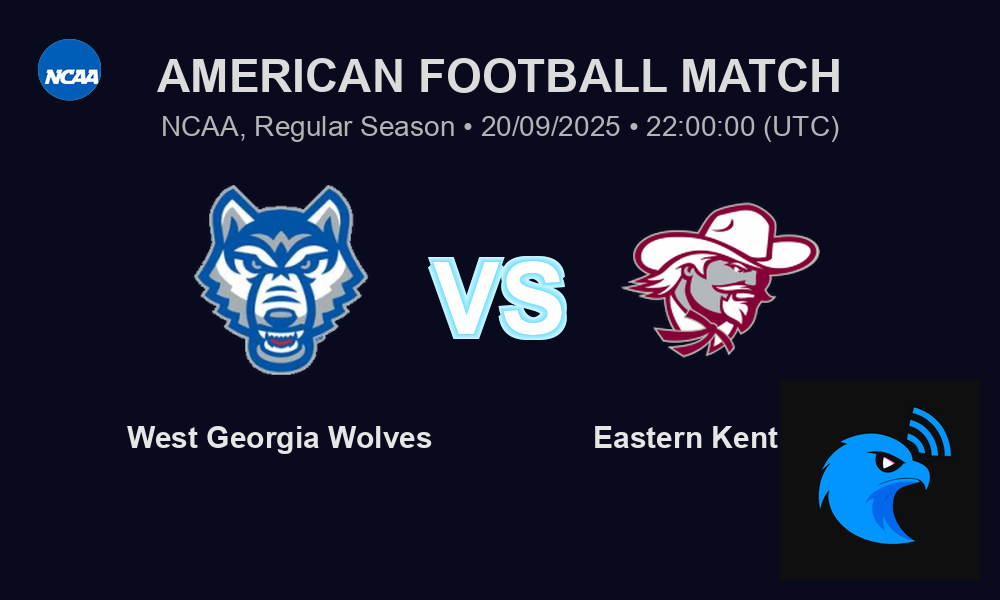 NCAA
AMERICAN FOOTBALL MATCH
NCAA, Regular Season • 20/09/2025 • 22:00:00 (UTC)
VS
West Georgia Wolves
Eastern Kent